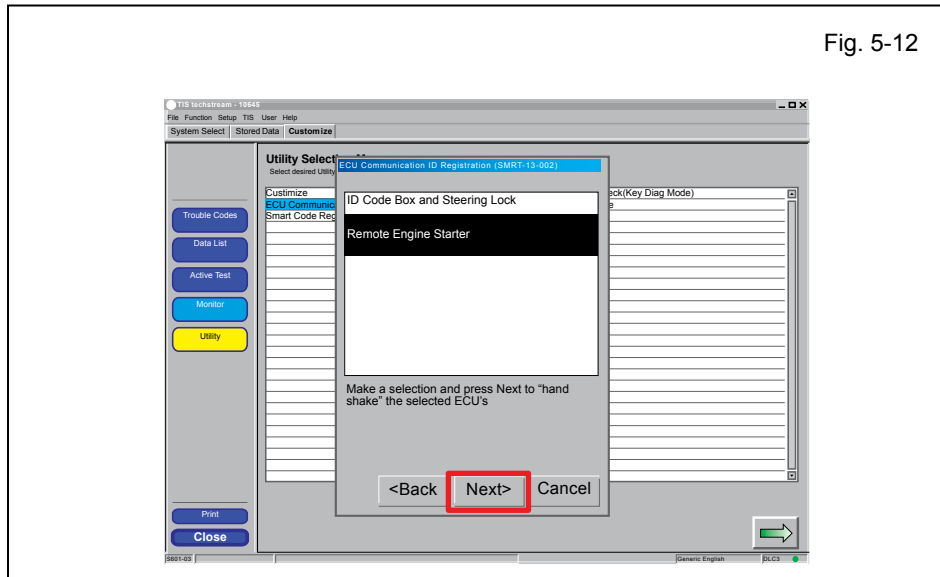 Fig. 5-12
TIS techstream - 10645
File Function Setup TIS User Help
System Select Stored Data Customize
Utility Select
Select desired Utility
ECU Communication ID Registration (SMRT-13-002)
Custimize
eck(Key Diag Mode)
ECU Communic
e
Smart Code Reg
ID Code Box and Steering Lock
Remote Engine Starter
Trouble Codes
Data List
Active Test
Monitor
Utility
Make a selection and press Next to “hand
shake” the selected ECU's
<Back Next> Cancel
Print
Close
S601-03 Generic English DLC3